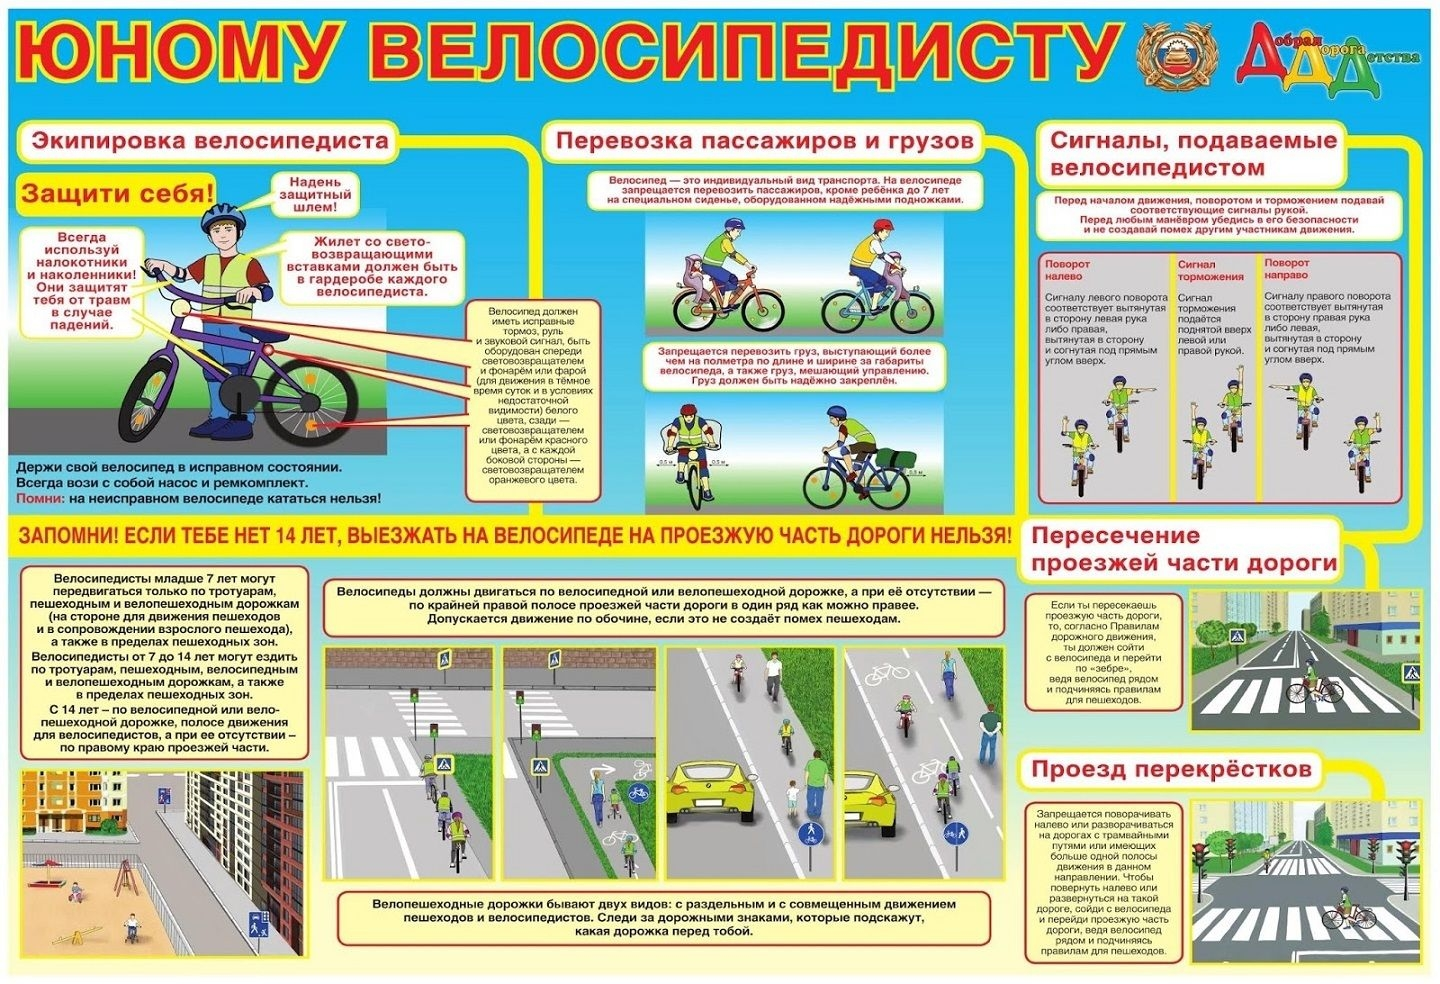 ЮНОМУ ВЕЛОСИПЕДИСТУ
Добрая
Дорога
Детства
Экипировка велосипедиста
Защити себя!
Надень
защитный
шлем!
Всегда
используй
налокотники
и наколенники!
Они защитят
тебя от травм
в случае
падений.
Жилет со свето-
возвращающими
вставками должен быть
в гардеробе каждого
велосипедиста.
Велосипед должен
иметь исправные
тормоз, руль
и звуковой сигнал, быть
оборудован спереди
световозвращателем
и фонарём или фарой
(для движения в тёмное
время суток и в условиях
недостаточной
видимости) белого
цвета, сзади —
световозвращателем
или фонарём красного
цвета, а с каждой
боковой стороны —
световозвращателем
оранжевого цвета.
Держи свой велосипед в исправном состоянии.
Всегда вози с собой насос и ремкомплект.
Помни: на неисправном велосипеде кататься нельзя!
Перевозка пассажиров и грузов
Велосипед — это индивидуальный вид транспорта. На велосипеде
запрещается перевозить пассажиров, кроме ребёнка до 7 лет
на специальном сиденье, оборудованном надёжными подножками.
Запрещается перевозить груз, выступающий более
чем на полметра по длине и ширине за габариты
велосипеда, а также груз, мешающий управлению.
Груз должен быть надёжно закреплён.
0,5 м
0,5 м
0,5 м
Сигналы, подаваемые
велосипедистом
Перед началом движения, поворотом и торможением подавай
соответствующие сигналы рукой.
Перед любым манёвром убедись в его безопасности
и не создавай помех другим участникам движения.
Поворот
налево
Сигналу левого поворота
соответствует вытянутая
в сторону левая рука
либо правая,
вытянутая в сторону
и согнутая под прямым
углом вверх.
Сигнал
торможения
Сигнал
торможения
подаётся
поднятой вверх
левой или
правой рукой.
Поворот
направо
Сигналу правого поворота
соответствует вытянутая
в сторону правая рука
либо левая,
вытянутая в сторону
и согнутая под прямым
углом вверх.
ЗАПОМНИ! ЕСЛИ ТЕБЕ НЕТ 14 ЛЕТ, ВЫЕЗЖАТЬ НА ВЕЛОСИПЕДЕ НА ПРОЕЗЖУЮ ЧАСТЬ ДОРОГИ НЕЛЬЗЯ!
Велосипедисты младше 7 лет могут
передвигаться только по тротуарам,
пешеходным и велопешеходным дорожкам
(на стороне для движения пешеходов
и в сопровождении взрослого пешехода),
а также в пределах пешеходных зон.
Велосипедисты от 7 до 14 лет могут ездить
по тротуарам, пешеходным, велосипедным
и велопешеходным дорожкам, а также
в пределах пешеходных зон.
С 14 лет – по велосипедной или вело-
пешеходной дорожке, полосе движения
для велосипедистов, а при ее отсутствии –
по правому краю проезжей части.
Велосипеды должны двигаться по велосипедной или велопешеходной дорожке, а при её отсутствии —
по крайней правой полосе проезжей части дороги в один ряд как можно правее.
Допускается движение по обочине, если это не создаёт помех пешеходам.
Велопешеходные дорожки бывают двух видов: с раздельным и с совмещенным движением
пешеходов и велосипедистов. Следи за дорожными знаками, которые подскажут,
какая дорожка перед тобой.
Пересечение
проезжей части дороги
Если ты пересекаешь
проезжую часть дороги,
то, согласно Правилам
дорожного движения,
ты должен сойти
с велосипеда и перейти
по «зебре»,
ведя велосипед рядом
и подчиняясь правилам
для пешеходов.
Проезд перекрёстков
Запрещается поворачивать
налево или разворачиваться
на дорогах с трамвайными
путями или имеющих
больше одной полосы
движения в данном
направлении. Чтобы
повернуть налево или
развернуться на такой
дороге, сойди с велосипеда
и перейди проезжую часть
дороги, ведя велосипед
рядом и подчиняясь
правилам для пешеходов.